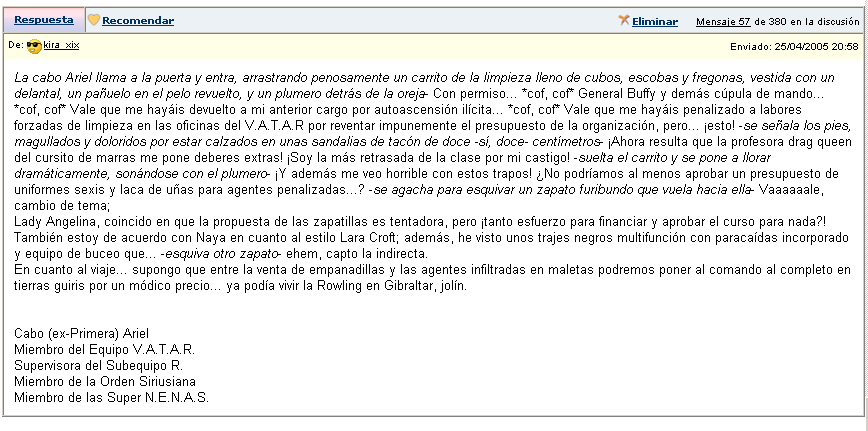 Respuesta Recomendar Eliminar Mensaje 57 de 380 en la discusión
De: kira_xix Enviado: 25/04/2005 20:58
La cabo Ariel llama a la puerta y entra, arrastrando penosamente un carrito de la limpieza lleno de cubos, escobas y fregonas, vestida con un
delantal, un pañuelo en el pelo revuelto, y un plumero detrás de la oreja- Con permiso... *cof, cof* General Buffy y demás cúpula de mando...
*cof, cof* Vale que me hayáis devuelto a mi anterior cargo por autoascensión ilícita... *cof, cof* Vale que me hayáis penalizado a labores
forzadas de limpieza en las oficinas del V.A.T.A.R por reventar impunemente el presupuesto de la organización, pero... ¡esto! -se señala los pies,
magullados y doloridos por estar calzados en unas sandalias de tacón de doce -sí, doce- centímetros- ¡Ahora resulta que la profesora drag queen
del cursito de marras me pone deberes extras! ¡Soy la más retrasada de la clase por mi castigo! -suelta el carrito y se pone a llorar
dramáticamente, sonándose con el plumero- ¡Y además me veo horrible con estos trapos! ¿No podríamos al menos aprobar un presupuesto de
uniformes sexis y laca de uñas para agentes penalizadas...? -se agacha para esquivar un zapato furibundo que vuela hacia ella- Vaaaaaale,
cambio de tema;
Lady Angelina, coincido en que la propuesta de las zapatillas es tentadora, pero ¡tanto esfuerzo para financiar y aprobar el curso para nada?!
También estoy de acuerdo con Naya en cuanto al estilo Lara Croft; además, he visto unos trajes negros multifunción con paracaídas incorporado
y equipo de buceo que... -esquiva otro zapato- ehem, capto la indirecta.
En cuanto al viaje... supongo que entre la venta de empanadillas y las agentes infiltradas en maletas podremos poner al comando al completo en
tierras guiris por un módico precio... ya podía vivir la Rowling en Gibraltar, jolín.
Cabo (ex-Primera) Ariel
Miembro del Equipo V.A.T.A.R.
Supervisora del Subequipo R.
Miembro de la Orden Siriusiana
Miembro de las Super N.E.N.A.S.